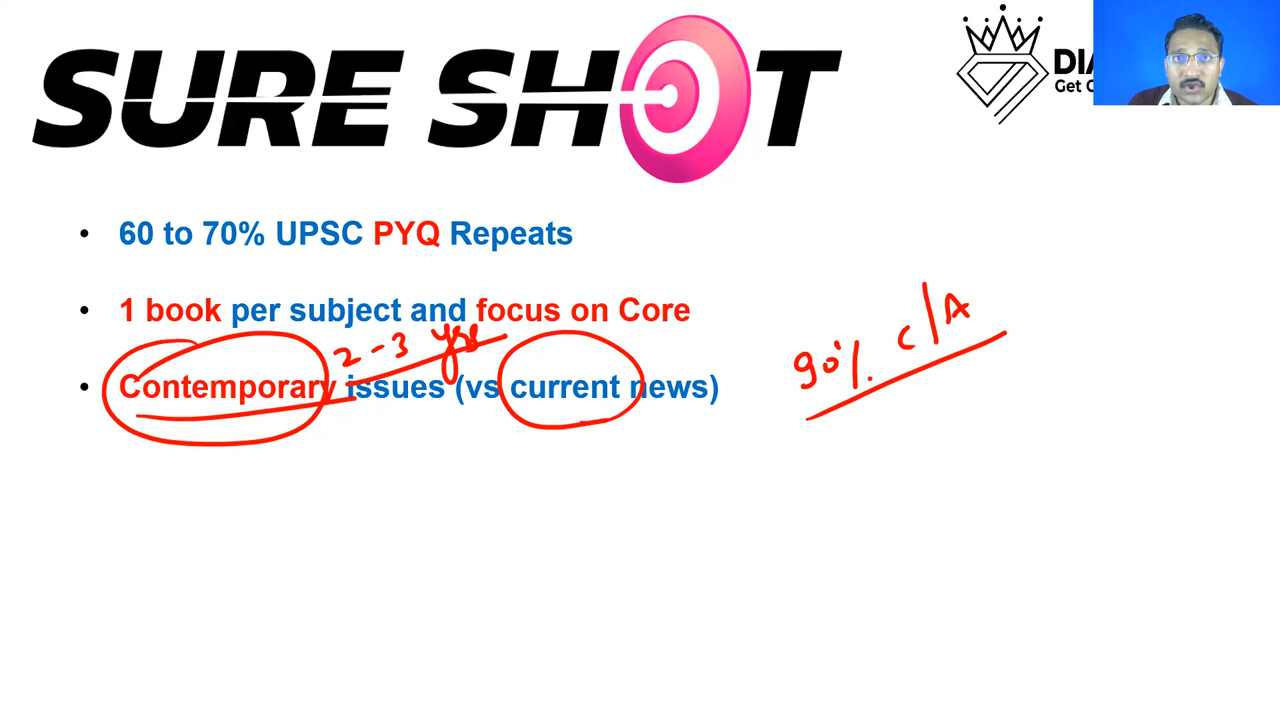 SURE SHOT
DIA
Get C
• 60 to 70% UPSC PYQ Repeats
• 1 book per subject and focus on Core
2-3 yrs
90% C/A
• Contemporary issues (vs current news)